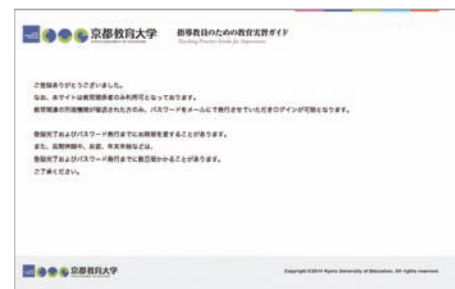 京都教育大学
指導教員のための教育実習ガイド
Teaching Practice Guide for Supervisors
ご登録ありがとうございました。
なお、本サイトは教育関係者のみ利用可となっております。
教育関連の所属機関が確認された方のみ、パスワードをメールにて発行させていただきログインが可能となります。
登録完了およびパスワード発行までにお時間を要することがあります。
また、長期休暇中、お盆、年末年始などは、
登録完了およびパスワード発行までに数日間かかることがあります。
ご了承ください。
京都教育大学
Copyright ©2014 Kyoto University of Education. All rights reserved.